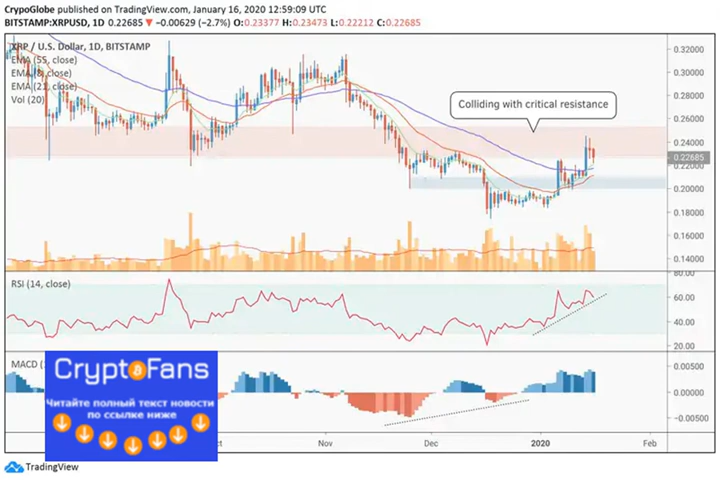 CrypoGlobe published on TradingView.com, January 16, 2020 12:59:09 UTC
BITSTAMP:XRPUSD, 1D 0.22685 ▼ −0.00629 (−2.7%) O:0.23377 H:0.23473 L:0.22212 C:0.22685
XRP / U.S. Dollar, 1D, BITSTAMP
EMA (55, close)
EMA (8, close)
EMA (21, close)
Vol (20)
Colliding with critical resistance
0.32000
0.30000
0.28000
0.26000
0.24000
0.22685
0.22000
0.20000
0.18000
0.16000
0.14000
RSI (14, close)
80.00
60.00
40.00
20.00
MACD (
0.00500
0.00000
-0.00500
CryptoFans
Читайте полный текст новости
по ссылке ниже
Nov
Dec
2020
Feb
TradingView